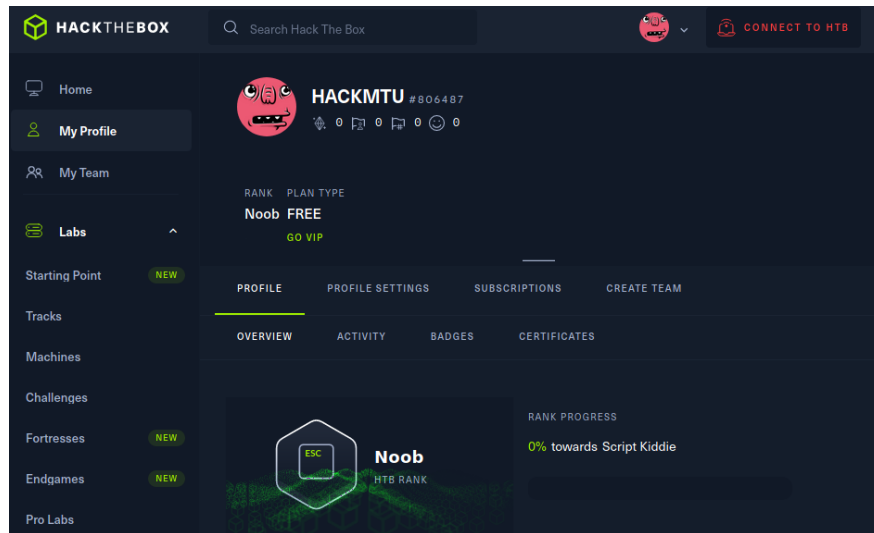 HACKTHEBOX
Search Hack The Box
CONNECT TO HTB
Home
My Profile
My Team
Labs
Starting Point NEW
Tracks
Machines
Challenges
Fortresses NEW
Endgames NEW
Pro Labs
HACKMTU #806487
0 0 0 0
RANK PLAN TYPE
Noob FREE
GO VIP
PROFILE PROFILE SETTINGS SUBSCRIPTIONS CREATE TEAM
OVERVIEW ACTIVITY BADGES CERTIFICATES
ESC
Noob
HTB RANK
RANK PROGRESS
0% towards Script Kiddie